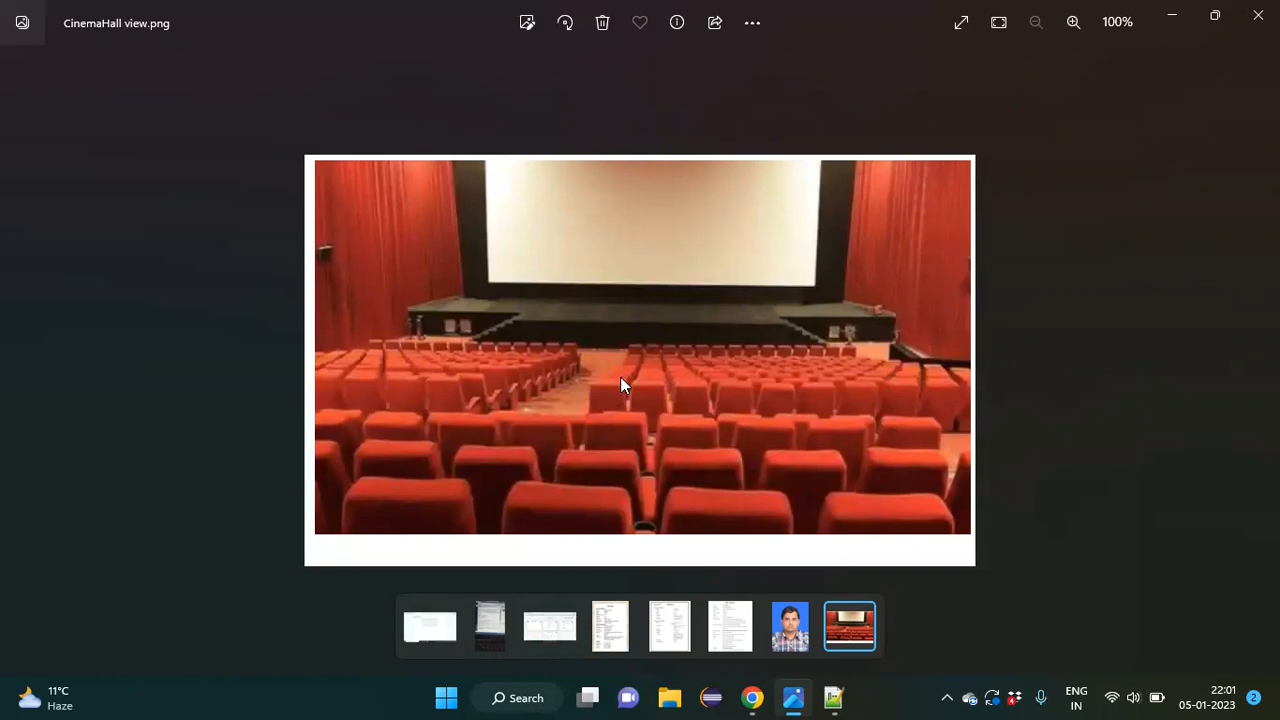 CinemaHall view.png
100%
11°C
Haze
Search
ENG
IN
22:01
05-01-2023
2